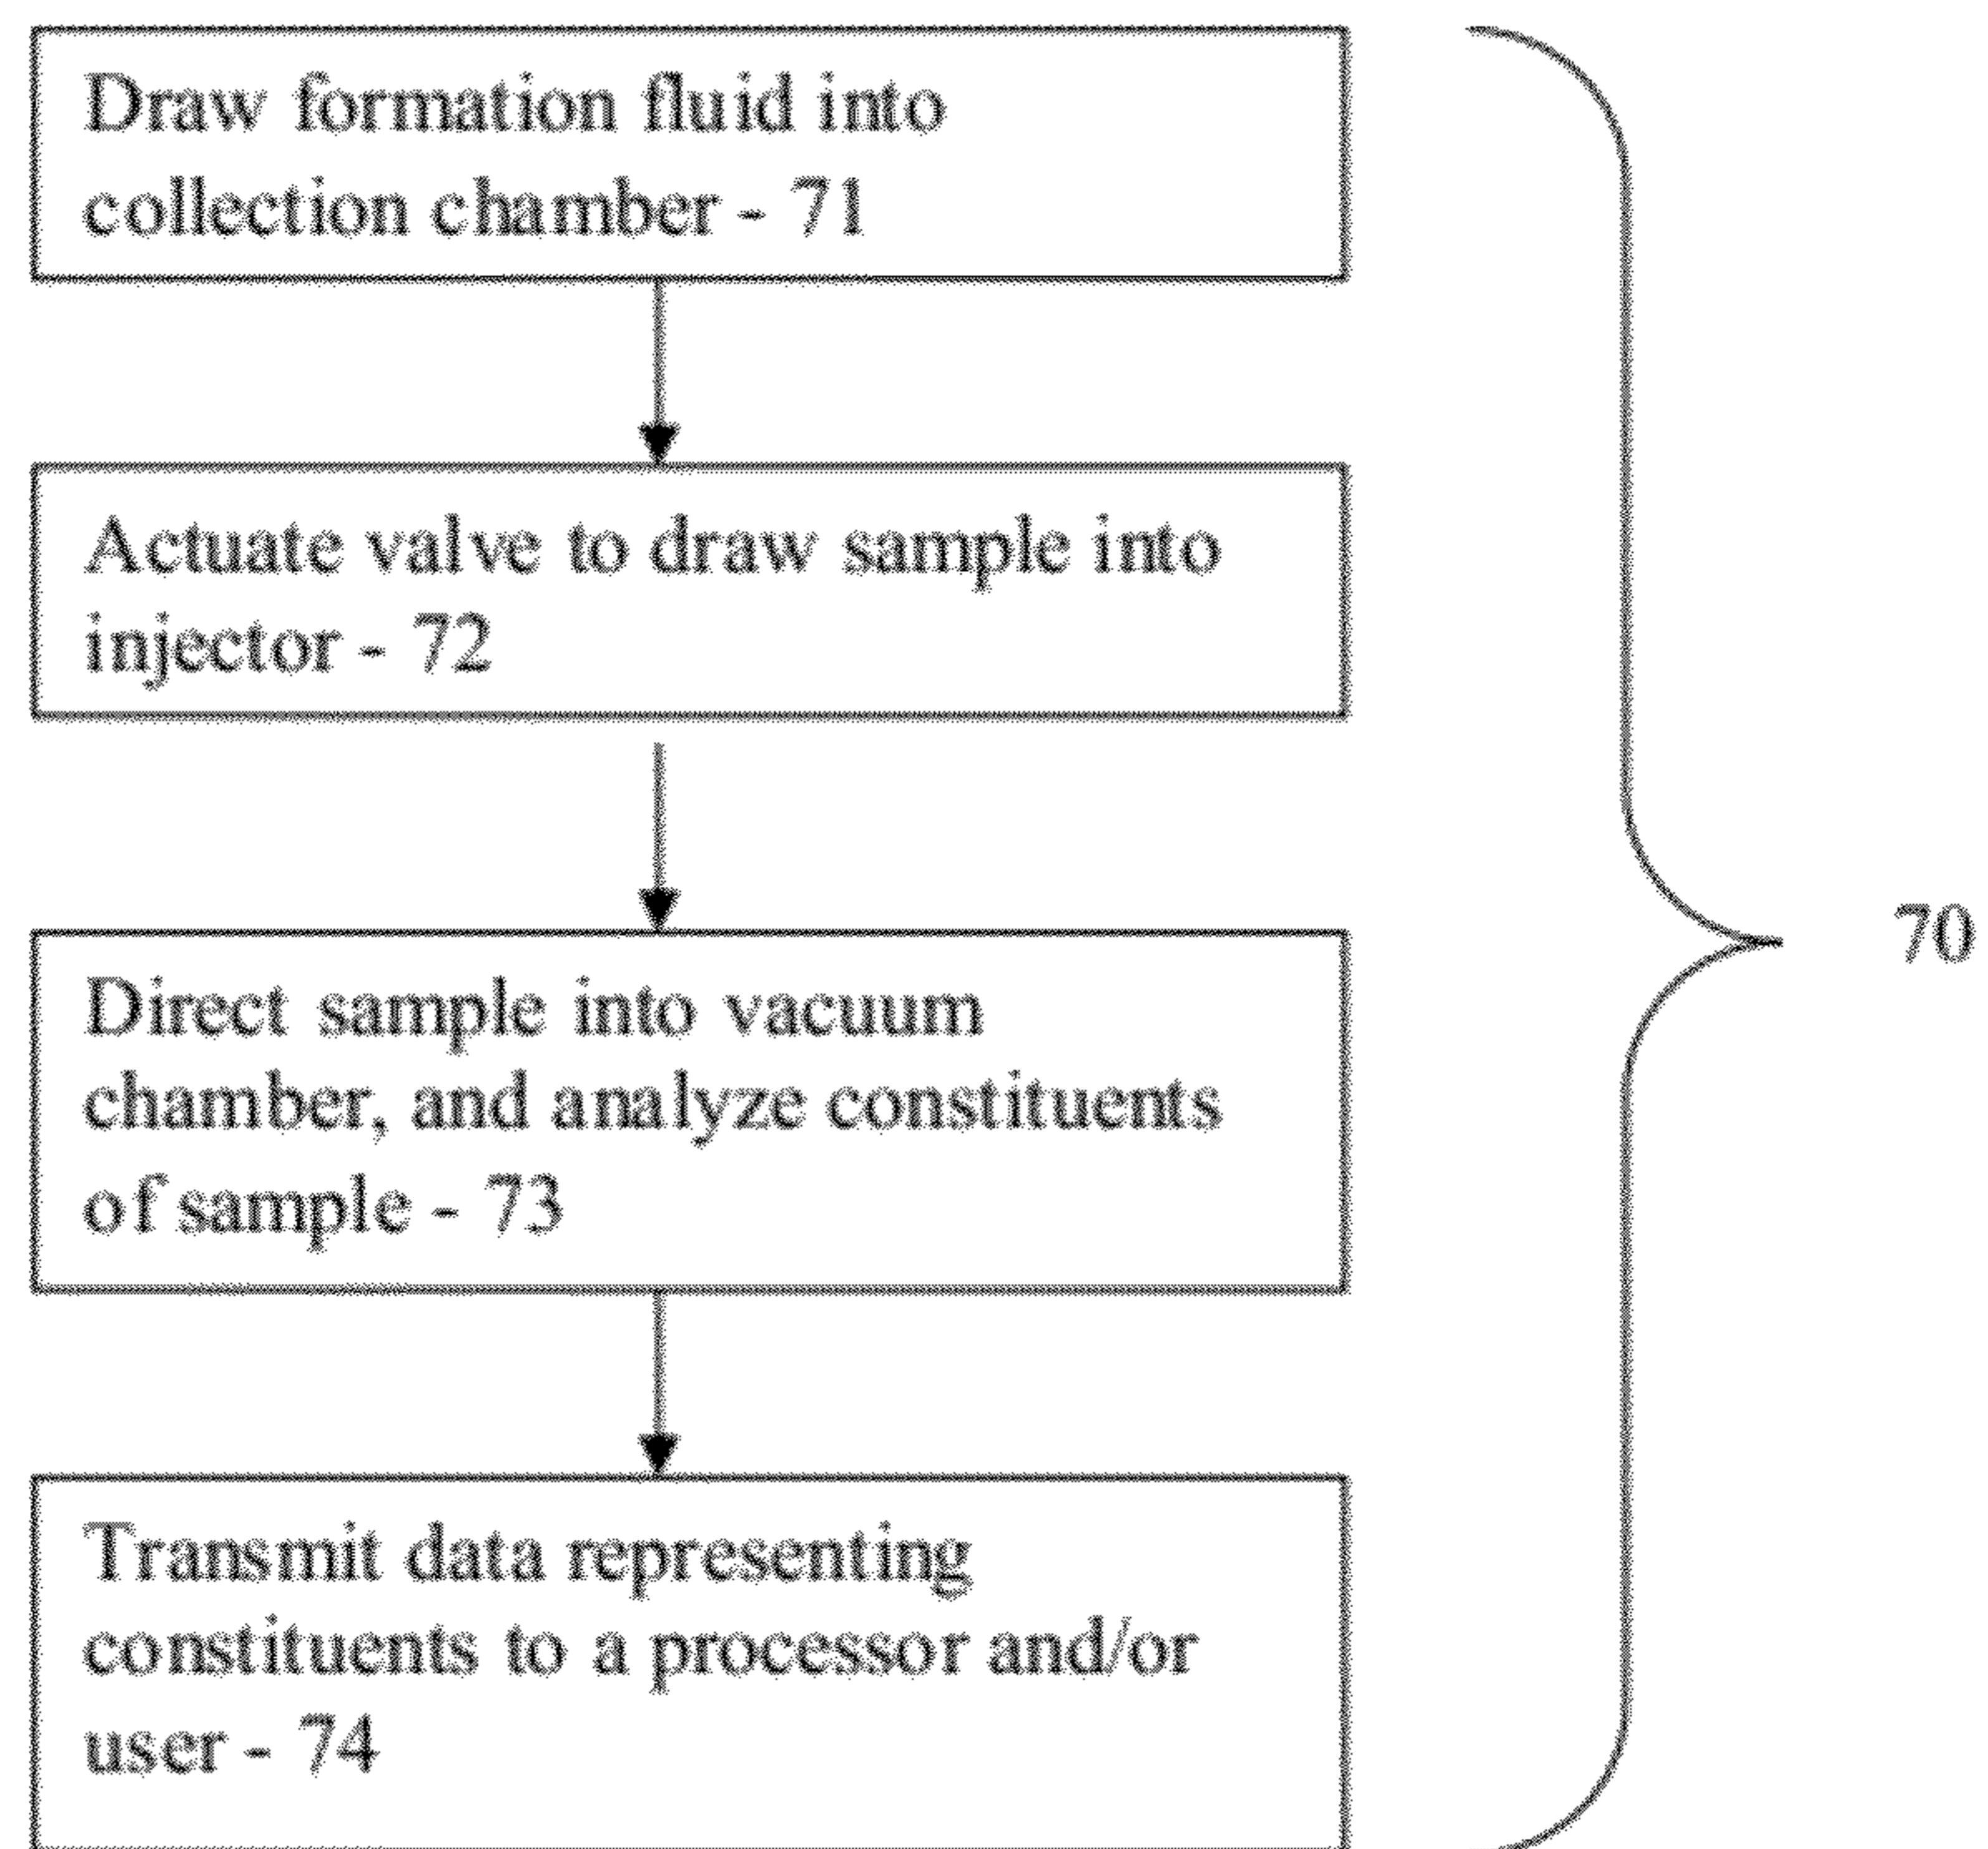 Draw formation fluid into
collection chamber - 71
Actuate valve to draw sample into
injector - 72
Direct sample into vacuum
chamber, and analyze constituents
of sample - 73
Transmit data representing
constituents to a processor and/or
user - 74
70